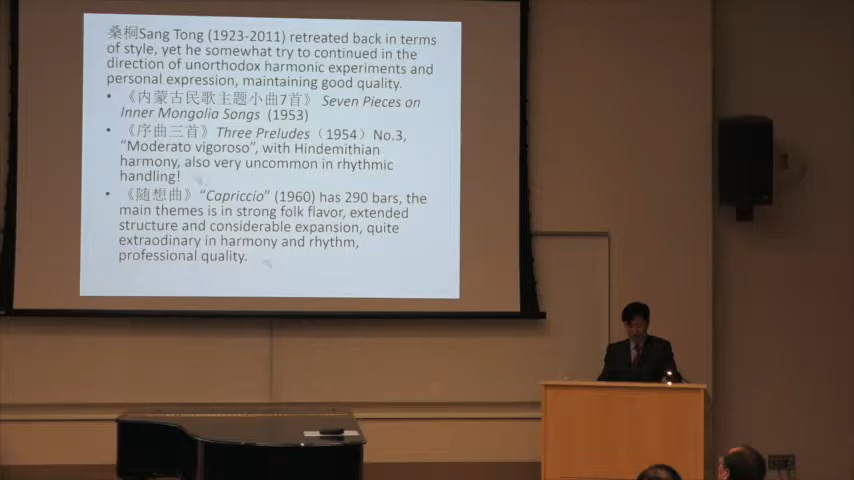 桑桐Sang Tong (1923-2011) retreated back in terms
of style, yet he somewhat try to continued in the
direction of unorthodox harmonic experiments and
personal expression, maintaining good quality.
• 《内蒙古民歌主题小曲7首》 Seven Pieces on
Inner Mongolia Songs (1953)
• 《序曲三首》Three Preludes（1954）No.3,
“Moderato vigoroso”, with Hindemithian
harmony, also very uncommon in rhythmic
handling!
• 《随想曲》“Capriccio” (1960) has 290 bars, the
main themes is in strong folk flavor, extended
structure and considerable expansion, quite
extraodinary in harmony and rhythm,
professional quality.